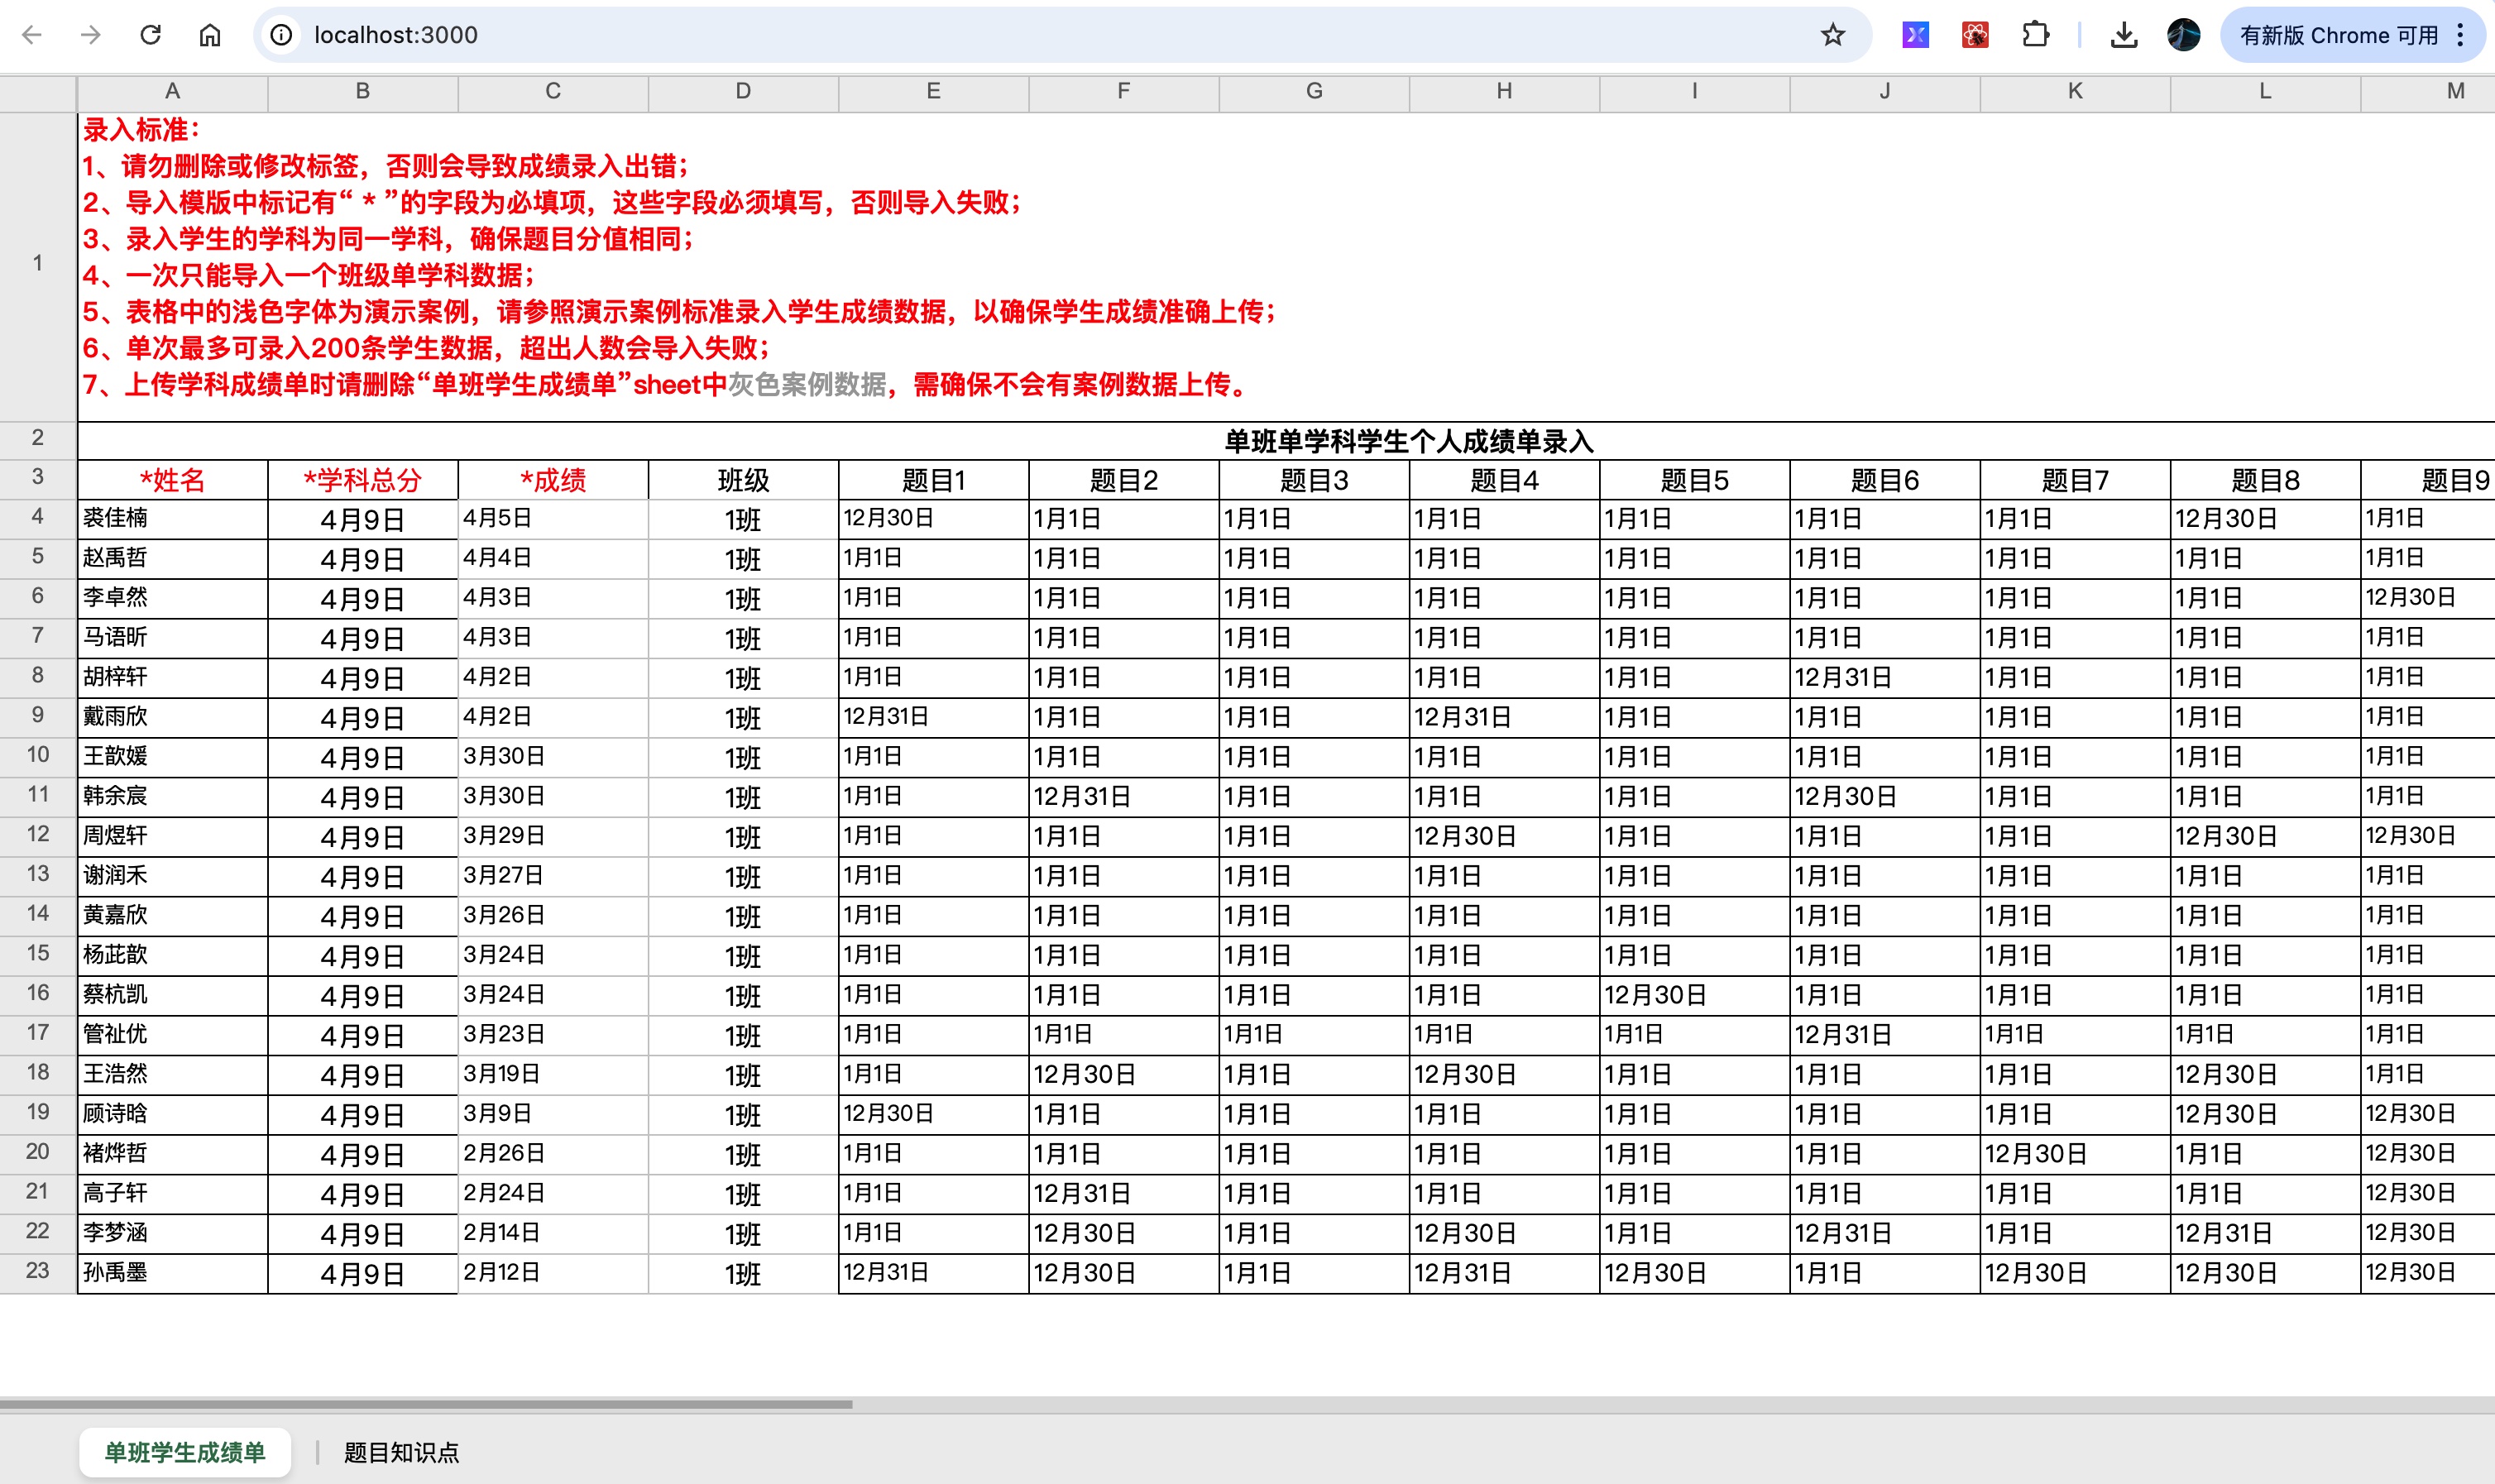 localhost:3000
有新版 Chrome 可用
A B C D E F G H I J K L M
录入标准：
1、请勿删除或修改标签，否则会导致成绩录入出错；
2、导入模版中标记有“ * ”的字段为必填项，这些字段必须填写，否则导入失败；
3、录入学生的学科为同一学科，确保题目分值相同；
4、一次只能导入一个班级单学科数据；
5、表格中的浅色字体为演示案例，请参照演示案例标准录入学生成绩数据，以确保学生成绩准确上传；
6、单次最多可录入200条学生数据，超出人数会导入失败；
7、上传学科成绩单时请删除“单班学生成绩单”sheet中灰色案例数据，需确保不会有案例数据上传。
1
2 单班单学科学生个人成绩单录入
3 *姓名 *学科总分 *成绩 班级 题目1 题目2 题目3 题目4 题目5 题目6 题目7 题目8 题目9
4 裘佳楠 4月9日 4月5日 1班 12月30日 1月1日 1月1日 1月1日 1月1日 1月1日 1月1日 12月30日 1月1日
5 赵禹哲 4月9日 4月4日 1班 1月1日 1月1日 1月1日 1月1日 1月1日 1月1日 1月1日 1月1日 1月1日
6 李卓然 4月9日 4月3日 1班 1月1日 1月1日 1月1日 1月1日 1月1日 1月1日 1月1日 1月1日 12月30日
7 马语昕 4月9日 4月3日 1班 1月1日 1月1日 1月1日 1月1日 1月1日 1月1日 1月1日 1月1日 1月1日
8 胡梓轩 4月9日 4月2日 1班 1月1日 1月1日 1月1日 1月1日 1月1日 12月31日 1月1日 1月1日 1月1日
9 戴雨欣 4月9日 4月2日 1班 12月31日 1月1日 1月1日 12月31日 1月1日 1月1日 1月1日 1月1日 1月1日
10 王歆媛 4月9日 3月30日 1班 1月1日 1月1日 1月1日 1月1日 1月1日 1月1日 1月1日 1月1日 1月1日
11 韩余宸 4月9日 3月30日 1班 1月1日 12月31日 1月1日 1月1日 1月1日 12月30日 1月1日 1月1日 1月1日
12 周煜轩 4月9日 3月29日 1班 1月1日 1月1日 1月1日 12月30日 1月1日 1月1日 1月1日 12月30日 12月30日
13 谢润禾 4月9日 3月27日 1班 1月1日 1月1日 1月1日 1月1日 1月1日 1月1日 1月1日 1月1日 1月1日
14 黄嘉欣 4月9日 3月26日 1班 1月1日 1月1日 1月1日 1月1日 1月1日 1月1日 1月1日 1月1日 1月1日
15 杨茈歆 4月9日 3月24日 1班 1月1日 1月1日 1月1日 1月1日 1月1日 1月1日 1月1日 1月1日 1月1日
16 蔡杭凯 4月9日 3月24日 1班 1月1日 1月1日 1月1日 1月1日 12月30日 1月1日 1月1日 1月1日 1月1日
17 管祉优 4月9日 3月23日 1班 1月1日 1月1日 1月1日 1月1日 1月1日 12月31日 1月1日 1月1日 1月1日
18 王浩然 4月9日 3月19日 1班 1月1日 12月30日 1月1日 12月30日 1月1日 1月1日 1月1日 12月30日 1月1日
19 顾诗晗 4月9日 3月9日 1班 12月30日 1月1日 1月1日 1月1日 1月1日 1月1日 1月1日 12月30日 12月30日
20 褚烨哲 4月9日 2月26日 1班 1月1日 1月1日 1月1日 1月1日 1月1日 1月1日 12月30日 1月1日 12月30日
21 高子轩 4月9日 2月24日 1班 1月1日 12月31日 1月1日 1月1日 1月1日 1月1日 1月1日 1月1日 12月30日
22 李梦涵 4月9日 2月14日 1班 1月1日 12月30日 1月1日 12月30日 1月1日 12月31日 1月1日 12月31日 12月30日
23 孙禹墨 4月9日 2月12日 1班 12月31日 12月30日 1月1日 12月31日 12月30日 1月1日 12月30日 12月30日 12月30日
单班学生成绩单 题目知识点